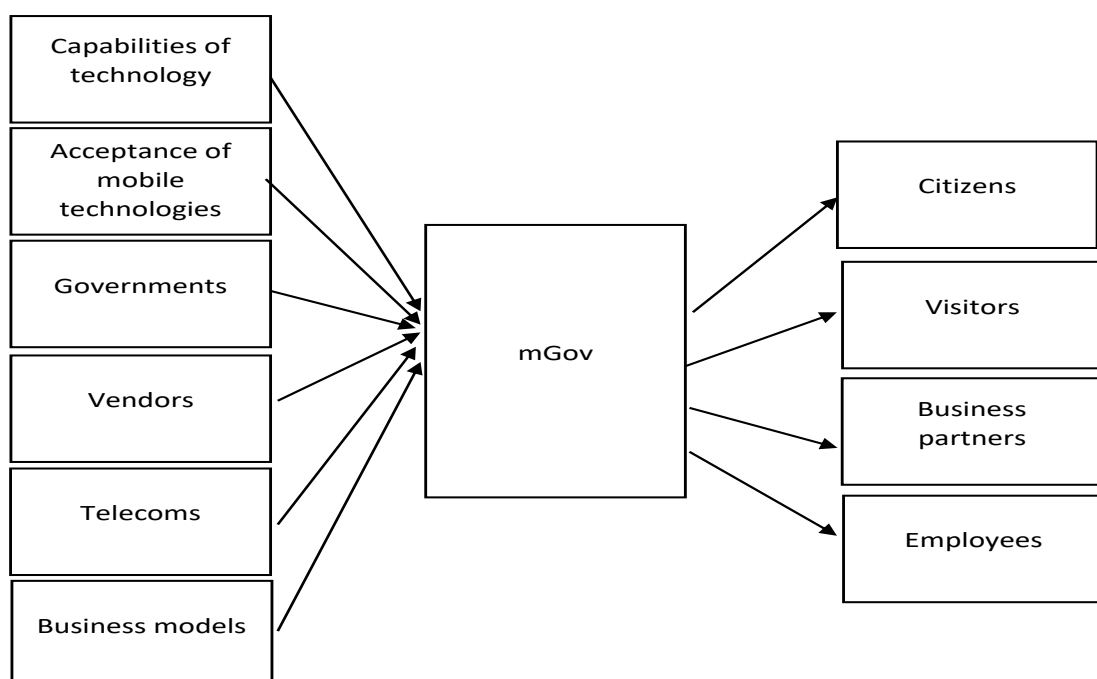 Capabilities of
technology
Acceptance of
mobile
technologies
Governments
Vendors
Telecoms
Business models
mGov
Citizens
Visitors
Business
partners
Employees